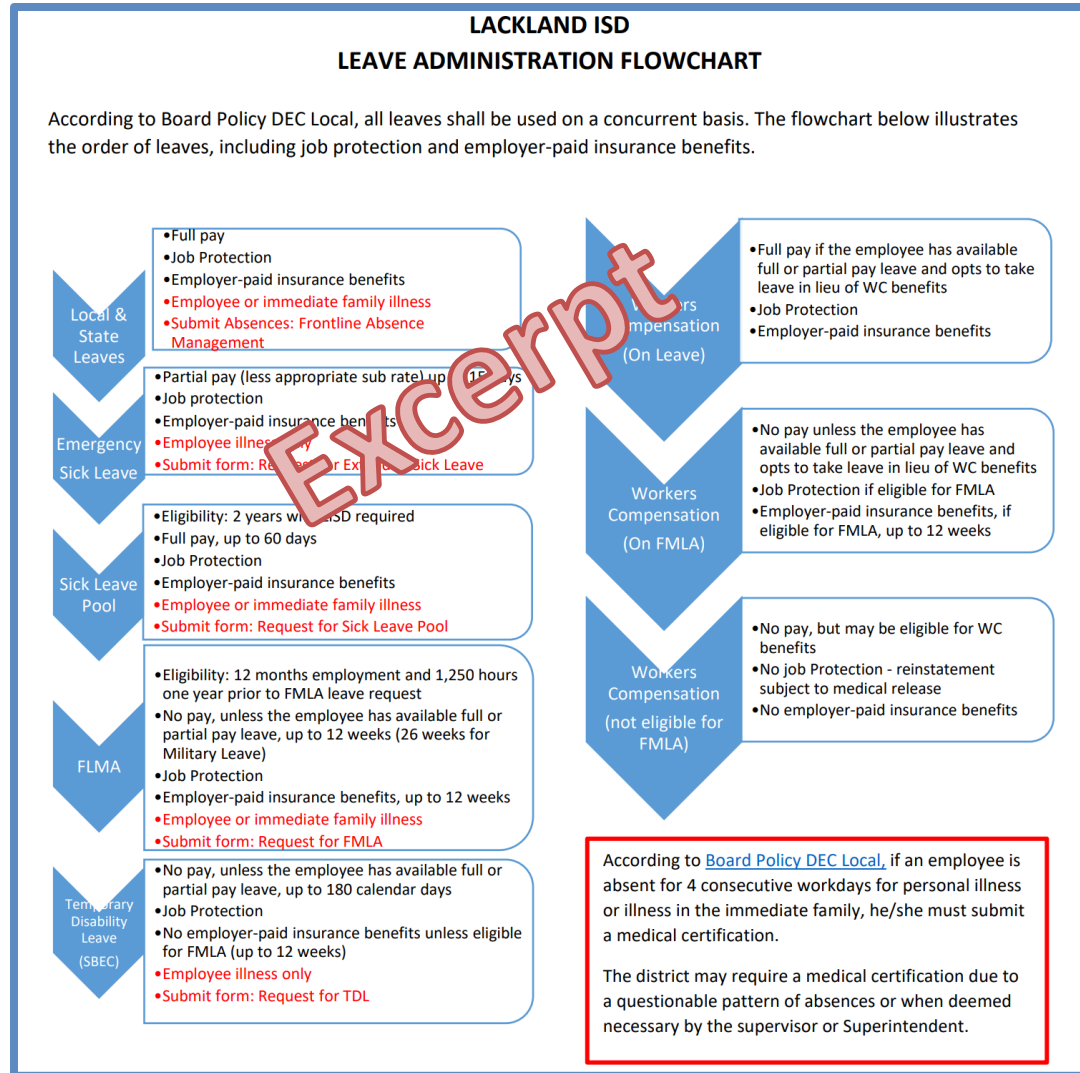 LACKLAND ISD
LEAVE ADMINISTRATION FLOWCHART
According to Board Policy DEC Local, all leaves shall be used on a concurrent basis. The flowchart below illustrates
the order of leaves, including job protection and employer-paid insurance benefits.
Local &
State
Leaves
•Full pay
•Job Protection
•Employer-paid insurance benefits
•Employee or immediate family illness
•Submit Absences: Frontline Absence
Management
Emergency
Sick Leave
•Partial pay (less appropriate sub rate) up
•Job protection
•Employer-paid insurance benefits
•Employee illness only
•Submit form: Request for Extended Sick Leave
Sick Leave
Pool
•Eligibility: 2 years with LISD required
•Full pay, up to 60 days
•Job Protection
•Employer-paid insurance benefits
•Employee or immediate family illness
•Submit form: Request for Sick Leave Pool
FLMA
•Eligibility: 12 months employment and 1,250 hours
one year prior to FMLA leave request
•No pay, unless the employee has available full or
partial pay leave, up to 12 weeks (26 weeks for
Military Leave)
•Job Protection
•Employer-paid insurance benefits, up to 12 weeks
•Employee or immediate family illness
•Submit form: Request for FMLA
Temporary
Disability
Leave
(SBEC)
•No pay, unless the employee has available full or
partial pay leave, up to 180 calendar days
•Job Protection
•No employer-paid insurance benefits unless eligible
for FMLA (up to 12 weeks)
•Employee illness only
•Submit form: Request for TDL
Excerpt
Workers
Compensation
(On Leave)
•Full pay if the employee has available
full or partial pay leave and opts to take
leave in lieu of WC benefits
•Job Protection
•Employer-paid insurance benefits
Workers
Compensation
(On FMLA)
•No pay unless the employee has
available full or partial pay leave and
opts to take leave in lieu of WC benefits
•Job Protection if eligible for FMLA
•Employer-paid insurance benefits, if
eligible for FMLA, up to 12 weeks
Workers
Compensation
(not eligible for
FMLA)
•No pay, but may be eligible for WC
benefits
•No job Protection - reinstatement
subject to medical release
•No employer-paid insurance benefits
According to Board Policy DEC Local, if an employee is
absent for 4 consecutive workdays for personal illness
or illness in the immediate family, he/she must submit
a medical certification.
The district may require a medical certification due to
a questionable pattern of absences or when deemed
necessary by the supervisor or Superintendent.